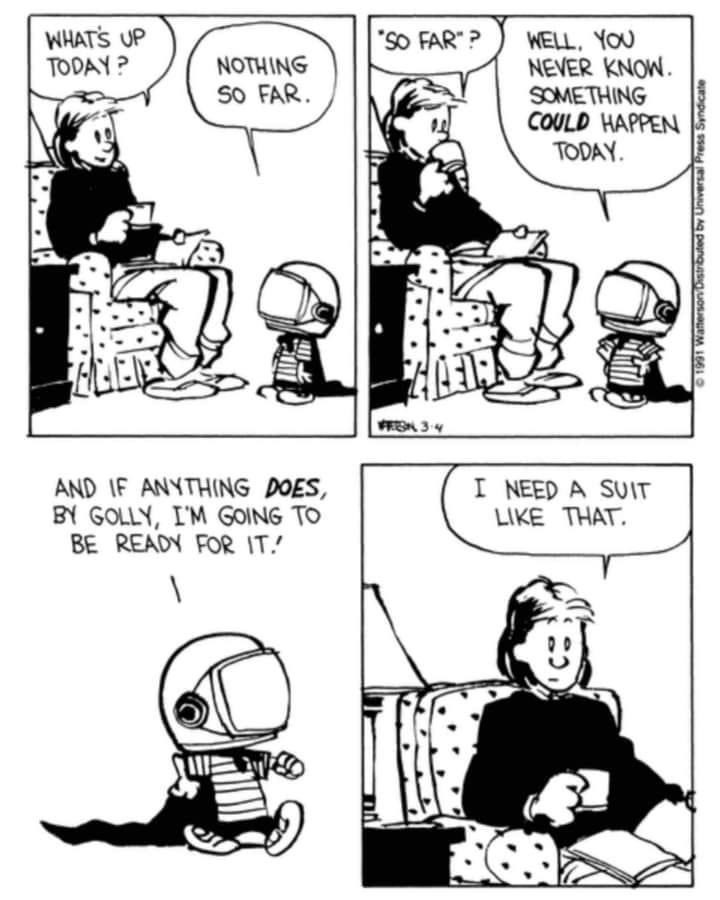 WHAT'S UP
TODAY?
NOTHING
SO FAR.
"SO FAR"?
WELL, YOU
NEVER KNOW.
SOMETHING
COULD HAPPEN
TODAY.
© 1991 Watterson/Distributed by Universal Press Syndicate
3-4
AND IF ANYTHING DOES,
BY GOLLY, I'M GOING TO
BE READY FOR IT!
I NEED A SUIT
LIKE THAT.